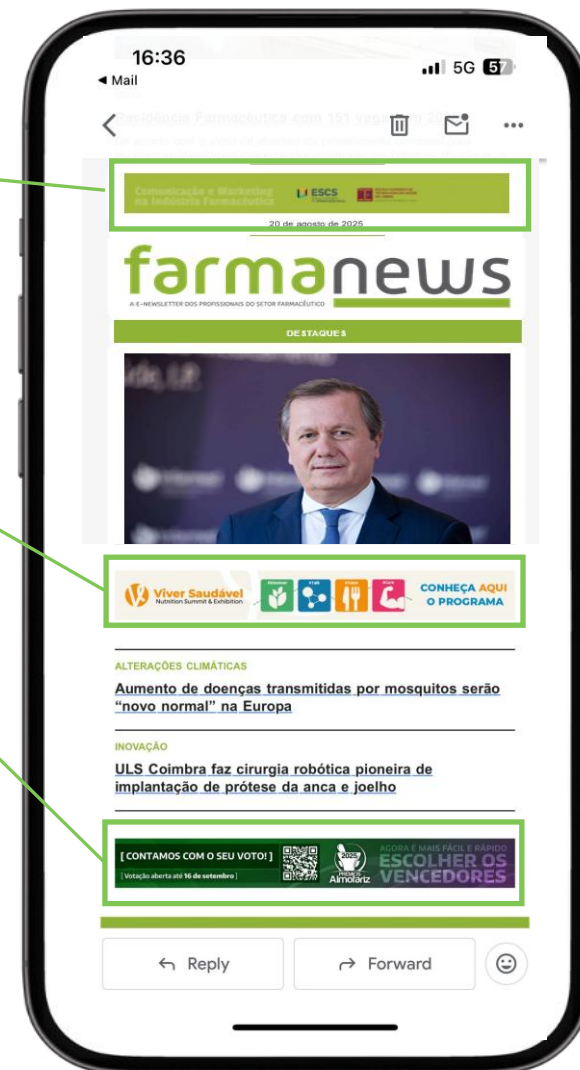 16:36
5G 57
Mail
Residência Farmacêutica com 151 vagas
Comunicação e Marketing
na Indústria Farmacêutica
ESCS
20 de agosto de 2025
farmanews
A E-NEWSLETTER DOS PROFISSIONAIS DO SETOR FARMACÊUTICO
DESTAQUES
Viver Saudável
Nutrition Summit & Exhibition
CONHEÇA AQUI
O PROGRAMA
ALTERAÇÕES CLIMÁTICAS
Aumento de doenças transmitidas por mosquitos serão
“novo normal” na Europa
INOVAÇÃO
ULS Coimbra faz cirurgia robótica pioneira de
implantação de prótese da anca e joelho
[ CONTAMOS COM O SEU VOTO! ]
[ Votação aberta até 16 de setembro ]
2025
PRÉMIOS
Almofariz
AGORA É MAIS FÁCIL E RÁPIDO
ESCOLHER OS
VENCEDORES
Reply
Forward